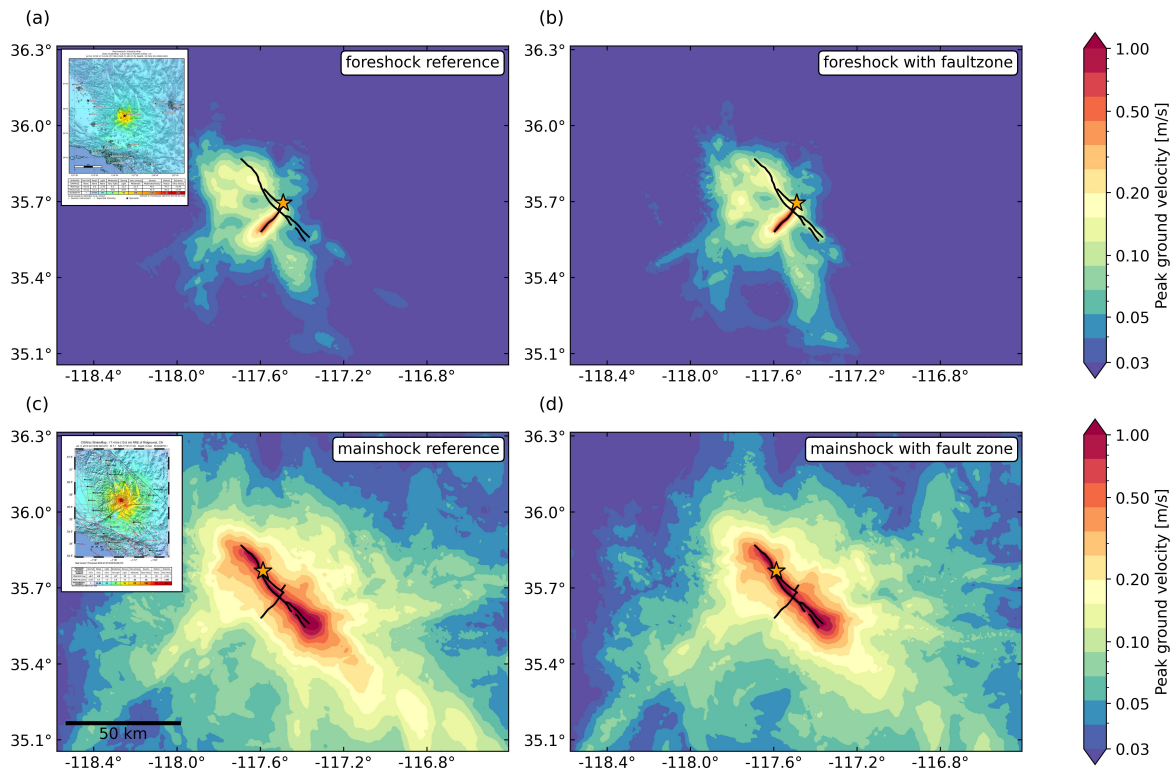 (a)
(b)
foreshock reference
foreshock with faultzone
36.3°
36.0°
35.7°
35.4°
35.1°
-118.4° -118.0° -117.6° -117.2° -116.8°
36.3°
36.0°
35.7°
35.4°
35.1°
-118.4° -118.0° -117.6° -117.2° -116.8°
1.00
0.50
0.20
0.10
0.05
0.03
Peak ground velocity [m/s]
(c)
(d)
mainshock reference
mainshock with fault zone
36.3°
36.0°
35.7°
35.4°
35.1°
50 km
-118.4° -118.0° -117.6° -117.2° -116.8°
36.3°
36.0°
35.7°
35.4°
35.1°
-118.4° -118.0° -117.6° -117.2° -116.8°
1.00
0.50
0.20
0.10
0.05
0.03
Peak ground velocity [m/s]